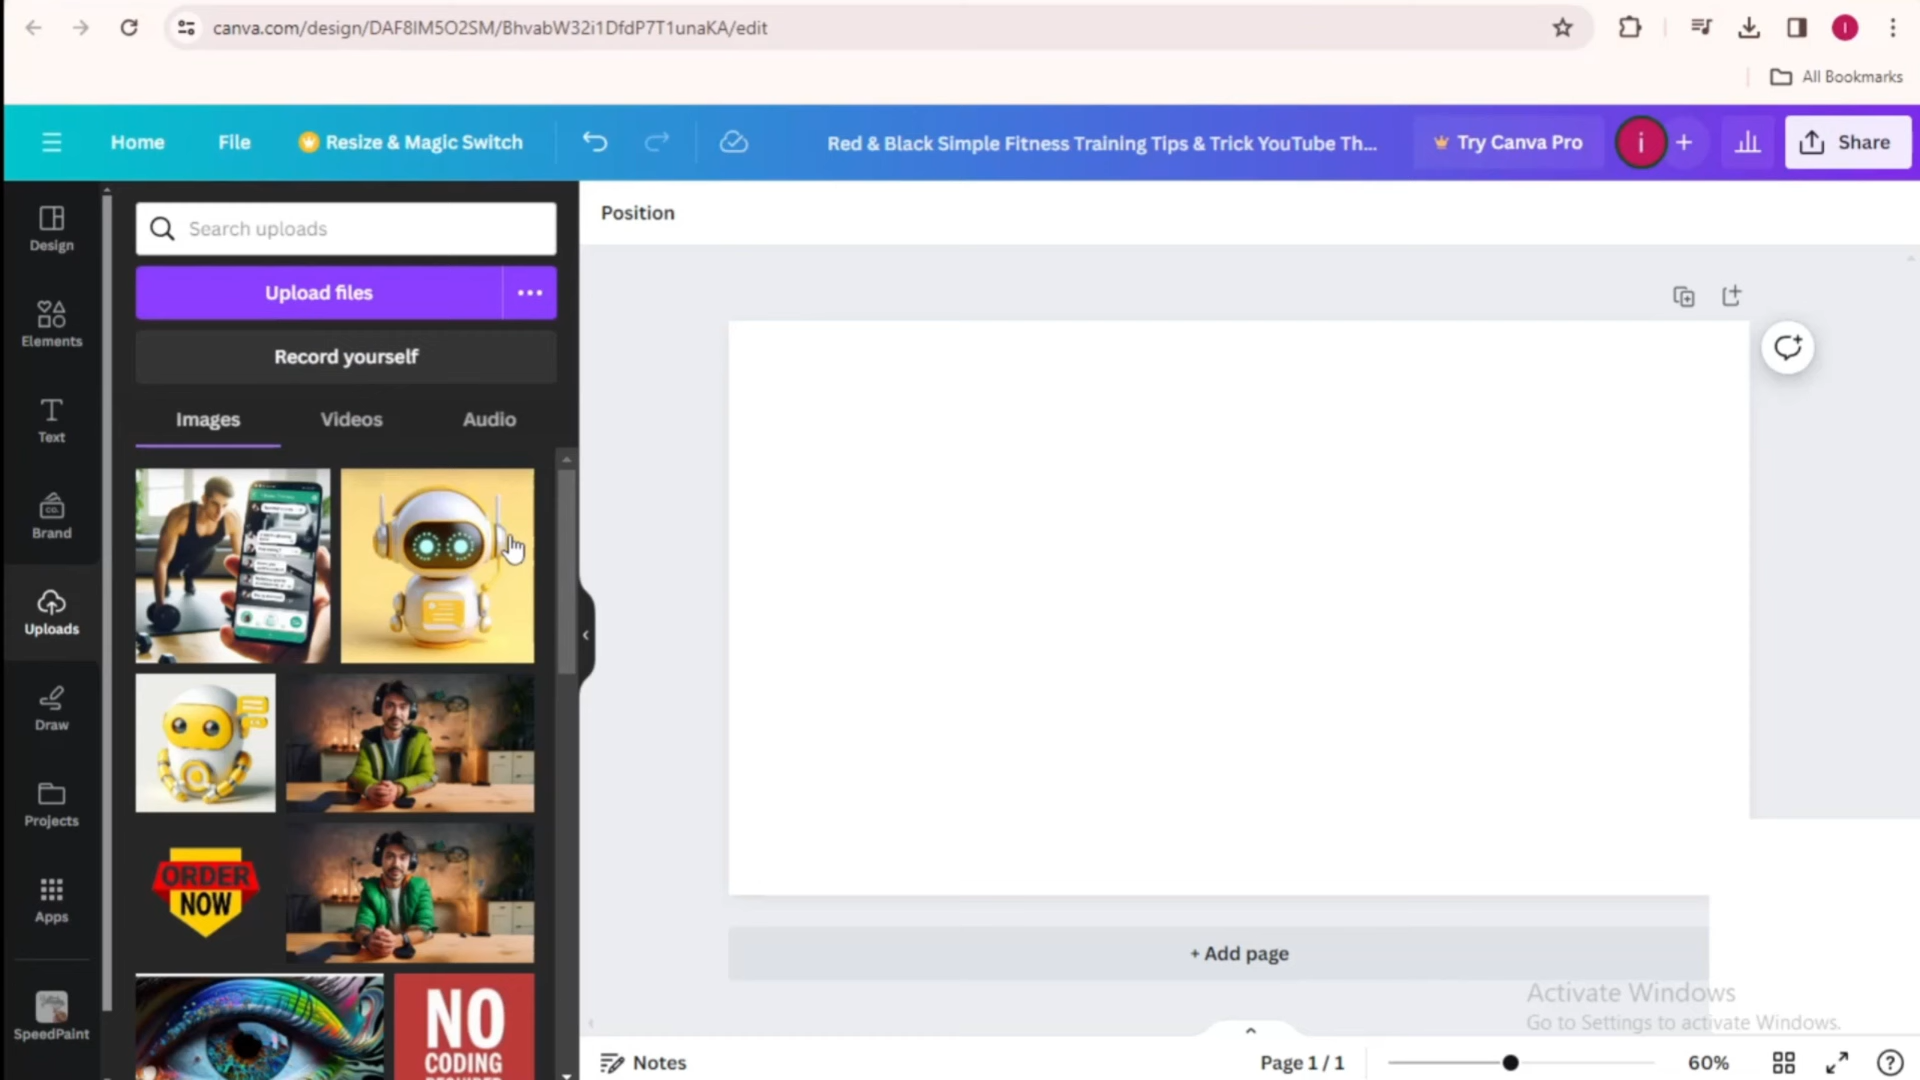 canva.com/design/DAF8IM5O2SM/BhvabW32i1DfdP7T1unaKA/edit
All Bookmarks
Home
File
Resize & Magic Switch
Red & Black Simple Fitness Training Tips & Trick YouTube Th...
Try Canva Pro
i
Share
Design
Elements
Text
Brand
Uploads
Draw
Projects
Apps
SpeedPaint
Search uploads
Upload files
Record yourself
Images
Videos
Audio
ORDER
NOW
NO
CODING
REQUIRED
Position
+ Add page
Activate Windows
Go to Settings to activate Windows.
Notes
Page 1 / 1
60%